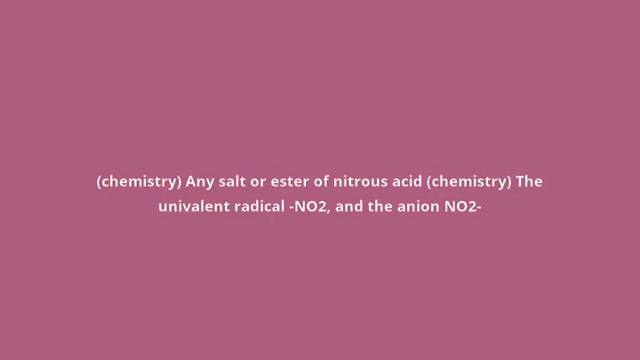 (chemistry) Any salt or ester of nitrous acid (chemistry) The
univalent radical -NO2, and the anion NO2-